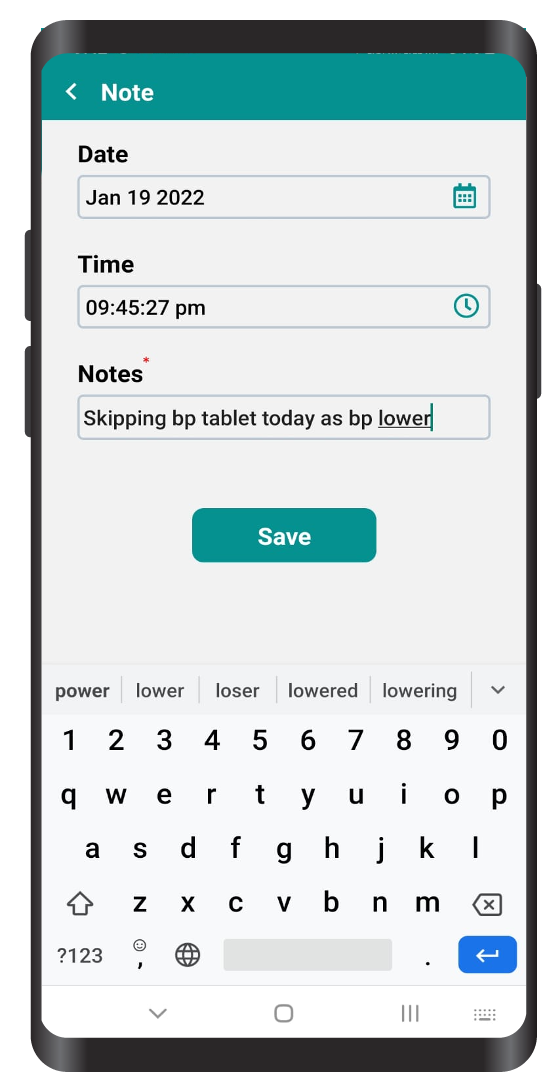 Note
Date
Jan 19 2022
Time
09:45:27 pm
Notes*
Skipping bp tablet today as bp lower
Save
power lower loser lowered lowering
1 2 3 4 5 6 7 8 9 0
q w e r t y u i o p
a s d f g h j k l
z x c v b n m
?123 , .